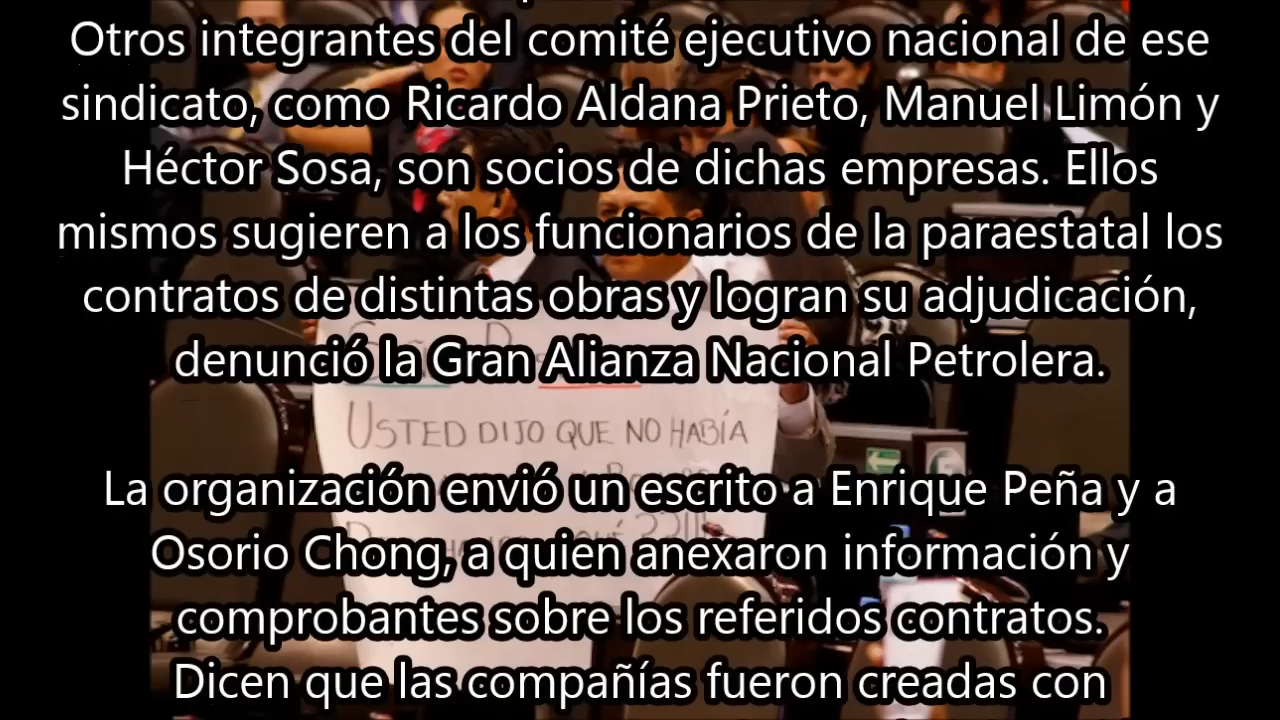 Otros integrantes del comité ejecutivo nacional de ese
sindicato, como Ricardo Aldana Prieto, Manuel Limón y
Héctor Sosa, son socios de dichas empresas. Ellos
mismos sugieren a los funcionarios de la paraestatal los
contratos de distintas obras y logran su adjudicación,
denunció la Gran Alianza Nacional Petrolera.
USTED DIJO QUE NO HABÍA
La organización envió un escrito a Enrique Peña y a
Osorio Chong, a quien anexaron información y
comprobantes sobre los referidos contratos.
Dicen que las compañías fueron creadas con